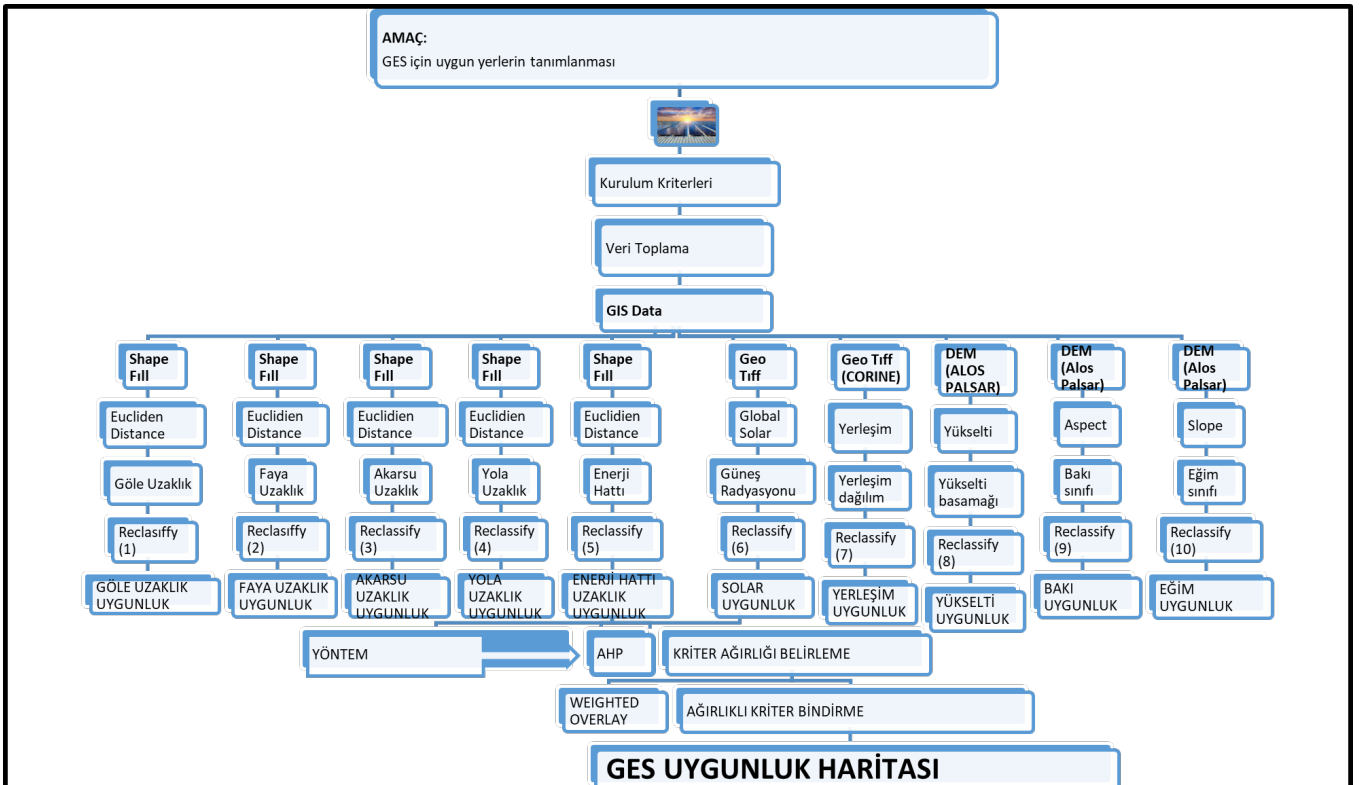 AMAÇ:
GES için uygun yerlerin tanımlanması
Kurulum Kriterleri
Veri Toplama
GIS Data
Shape
Fıll
Eucliden
Distance
Göle Uzaklık
Reclasıffy
(1)
GÖLE UZAKLIK
UYGUNLUK
Shape
Fıll
Euclidien
Distance
Faya
Uzaklık
Reclasıffy
(2)
FAYA UZAKLIK
UYGUNLUK
Shape
Fıll
Euclidien
Distance
Akarsu
Uzaklık
Reclassify
(3)
AKARSU
UZAKLIK
UYGUNLUK
Shape
Fıll
Euclidien
Distance
Yola
Uzaklık
Reclassify
(4)
YOLA
UZAKLIK
UYGUNLUK
Shape
Fıll
Euclidien
Distance
Enerji
Hattı
Reclassify
(5)
ENERJİ HATTI
UZAKLIK
UYGUNLUK
Geo
Tıff
Global
Solar
Güneş
Radyasyonu
Reclassify
(6)
SOLAR
UYGUNLUK
Geo Tıff
(CORINE)
Yerleşim
Yerleşim
dağılım
Reclassify
(7)
YERLEŞİM
UYGUNLUK
DEM
(ALOS
PALSAR)
Yükselti
Yükselti
basamağı
Reclassify
(8)
YÜKSELTİ
UYGUNLUK
DEM
(Alos
Palsar)
Aspect
Bakı
sınıfı
Reclassify
(9)
BAKI
UYGUNLUK
DEM
(Alos
Palsar)
Slope
Eğim
sınıfı
Reclassify
(10)
EĞİM
UYGUNLUK
YÖNTEM
AHP
KRİTER AĞIRLIĞI BELİRLEME
WEIGHTED
OVERLAY
AĞIRLIKLI KRİTER BİNDİRME
GES UYGUNLUK HARİTASI